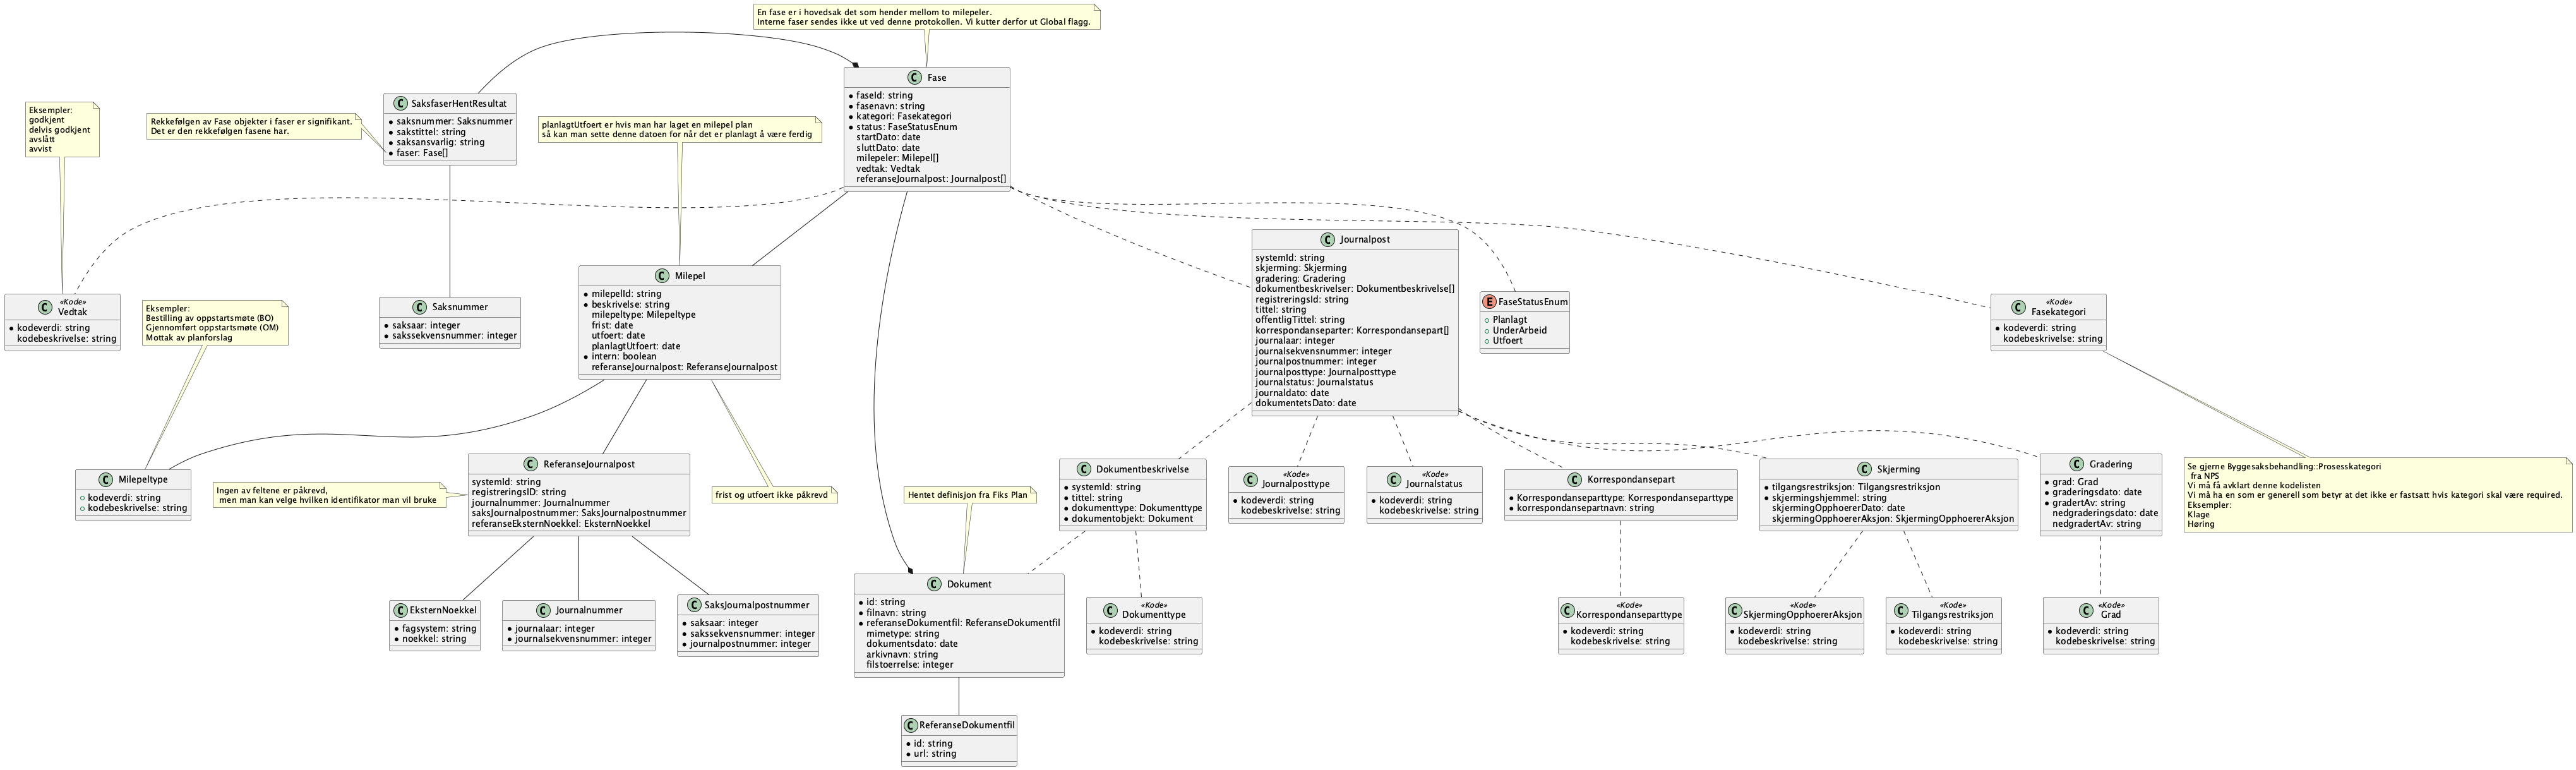 En fase er i hovedsak det som hender mellom to milepeler.
Interne faser sendes ikke ut ved denne protokollen. Vi kutter derfor ut Global flagg.
Fase
faseId: string
fasenavn: string
kategori: Fasekategori
status: FaseStatusEnum
startDato: date
sluttDato: date
milepeler: Milepel[]
vedtak: Vedtak
referanseJournalpost: Journalpost[]
SaksfaserHentResultat
saksnummer: Saksnummer
sakstittel: string
saksansvarlig: string
faser: Fase[]
Rekkefølgen av Fase objekter i faser er signifikant.
Det er den rekkefølgen fasene har.
Eksempler:
godkjent
delvis godkjent
avslått
avvist
planlagtUtfoert er hvis man har laget en milepel plan
så kan man sette denne datoen for når det er planlagt å være ferdig
«Kode»
Vedtak
kodeverdi: string
kodebeskrivelse: string
Eksempler:
Bestilling av oppstartsmøte (BO)
Gjennomført oppstartsmøte (OM)
Mottak av planforslag
Saksnummer
saksaar: integer
sakssekvensnummer: integer
Milepel
milepelId: string
beskrivelse: string
milepeltype: Milepeltype
frist: date
utfoert: date
planlagtUtfoert: date
intern: boolean
referanseJournalpost: ReferanseJournalpost
Journalpost
systemId: string
skjerming: Skjerming
gradering: Gradering
dokumentbeskrivelser: Dokumentbeskrivelse[]
registreringsId: string
tittel: string
offentligTittel: string
korrespondanseparter: Korrespondansepart[]
journalaar: integer
journalsekvensnummer: integer
journalpostnummer: integer
journalposttype: Journalposttype
journalstatus: Journalstatus
journaldato: date
dokumentetsDato: date
FaseStatusEnum
Planlagt
UnderArbeid
Utfoert
«Kode»
Fasekategori
kodeverdi: string
kodebeskrivelse: string
Milepeltype
kodeverdi: string
kodebeskrivelse: string
Ingen av feltene er påkrevd,
men man kan velge hvilken identifikator man vil bruke
ReferanseJournalpost
systemId: string
registreringsID: string
journalnummer: Journalnummer
saksJournalpostnummer: SaksJournalpostnummer
referanseEksternNoekkel: EksternNoekkel
frist og utfoert ikke påkrevd
Hentet definisjon fra Fiks Plan
Dokumentbeskrivelse
systemId: string
tittel: string
dokumenttype: Dokumenttype
dokumentobjekt: Dokument
«Kode»
Journalposttype
kodeverdi: string
kodebeskrivelse: string
«Kode»
Journalstatus
kodeverdi: string
kodebeskrivelse: string
Korrespondansepart
Korrespondanseparttype: Korrespondanseparttype
korrespondansepartnavn: string
Skjerming
tilgangsrestriksjon: Tilgangsrestriksjon
skjermingshjemmel: string
skjermingOpphoererDato: date
skjermingOpphoererAksjon: SkjermingOpphoererAksjon
Gradering
grad: Grad
graderingsdato: date
gradertAv: string
nedgraderingsdato: date
nedgradertAv: string
Se gjerne Byggesaksbehandling::Prosesskategori
fra NPS
Vi må få avklart denne kodelisten
Vi må ha en som er generell som betyr at det ikke er fastsatt hvis kategori skal være required.
Eksempler:
Klage
Høring
EksternNoekkel
fagsystem: string
noekkel: string
Journalnummer
journalaar: integer
journalsekvensnummer: integer
SaksJournalpostnummer
saksaar: integer
sakssekvensnummer: integer
journalpostnummer: integer
Dokument
id: string
filnavn: string
referanseDokumentfil: ReferanseDokumentfil
mimetype: string
dokumentsdato: date
arkivnavn: string
filstoerrelse: integer
«Kode»
Dokumenttype
kodeverdi: string
kodebeskrivelse: string
«Kode»
Korrespondanseparttype
kodeverdi: string
kodebeskrivelse: string
«Kode»
SkjermingOpphoererAksjon
kodeverdi: string
kodebeskrivelse: string
«Kode»
Tilgangsrestriksjon
kodeverdi: string
kodebeskrivelse: string
«Kode»
Grad
kodeverdi: string
kodebeskrivelse: string
ReferanseDokumentfil
id: string
url: string